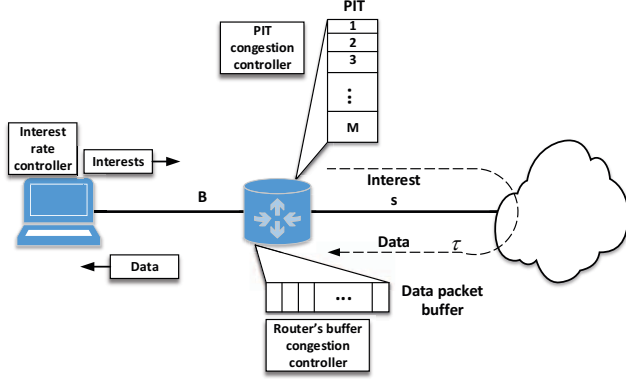 PIT
PIT
congestion
controller
1
2
3
⋮
M
Interest
rate
controller
Interests
B
Interest
s
Data
τ
Data
...
Data packet
buffer
Router's buffer
congestion
controller